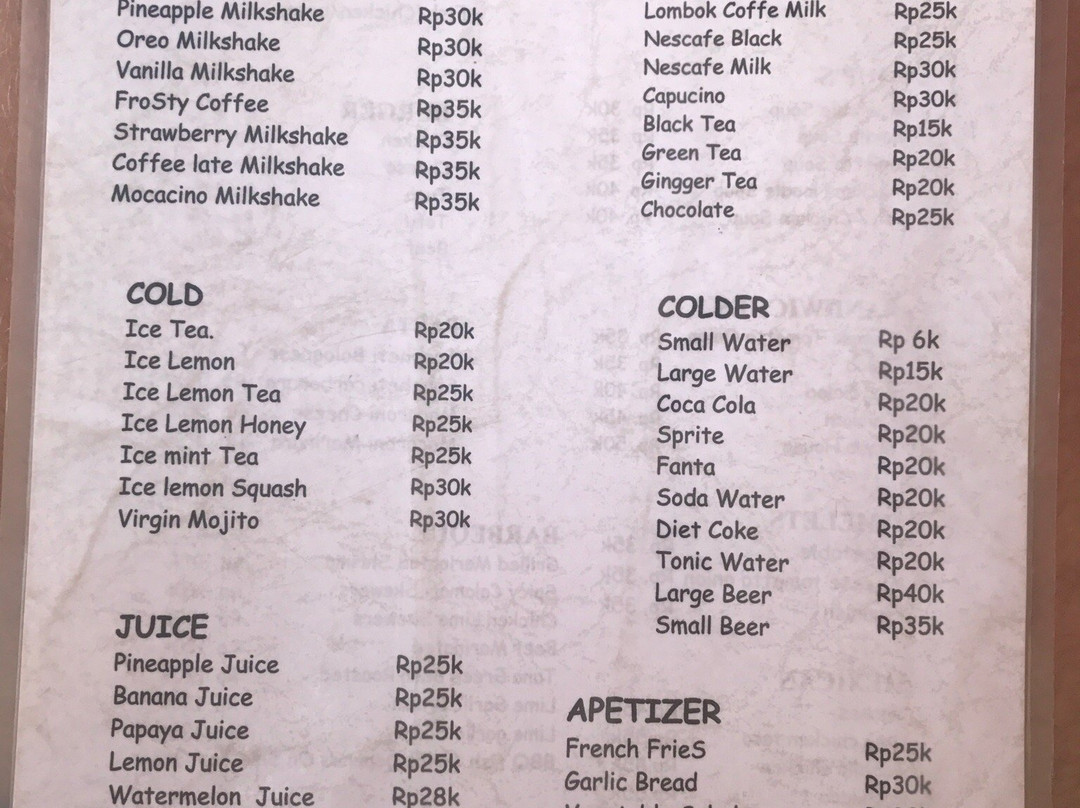 Pineapple Milkshake Rp30k
Oreo Milkshake Rp30k
Vanilla Milkshake Rp30k
FroSty Coffee Rp35k
Strawberry Milkshake Rp35k
Coffee late Milkshake Rp35k
Mocacino Milkshake Rp35k
Lombok Coffe Milk Rp25k
Nescafe Black Rp25k
Nescafe Milk Rp30k
Capucino Rp30k
Black Tea Rp15k
Green Tea Rp20k
Gingger Tea Rp20k
Chocolate Rp25k
COLD
Ice Tea. Rp20k
Ice Lemon Rp20k
Ice Lemon Tea Rp25k
Ice Lemon Honey Rp25k
Ice mint Tea Rp25k
Ice lemon Squash Rp30k
Virgin Mojito Rp30k
COLDER
Small Water Rp 6k
Large Water Rp15k
Coca Cola Rp20k
Sprite Rp20k
Fanta Rp20k
Soda Water Rp20k
Diet Coke Rp20k
Tonic Water Rp20k
Large Beer Rp40k
Small Beer Rp35k
JUICE
Pineapple Juice Rp25k
Banana Juice Rp25k
Papaya Juice Rp25k
Lemon Juice Rp25k
Watermelon Juice Rp28k
APETIZER
French FrieS Rp25k
Garlic Bread Rp30k